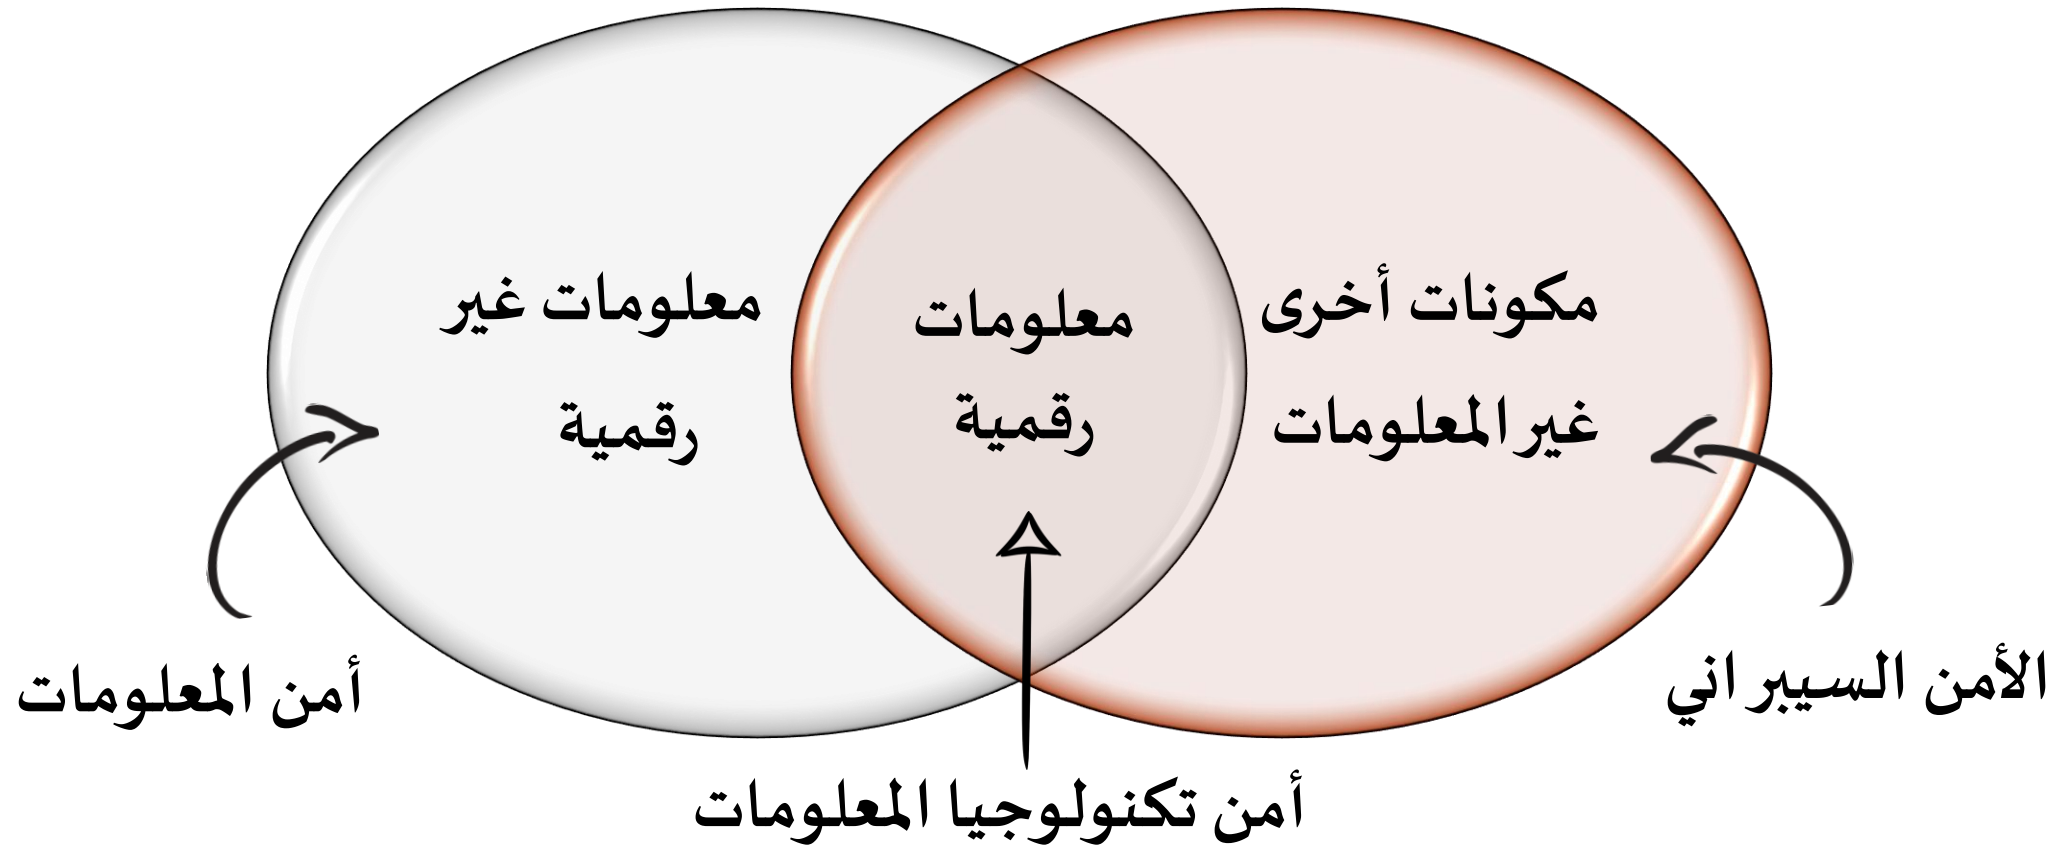 مكونات أخرى
غير المعلومات
معلومات
رقمية
معلومات غير
رقمية
الأمن السيبراني
أمن المعلومات
أمن تكنولوجيا المعلومات